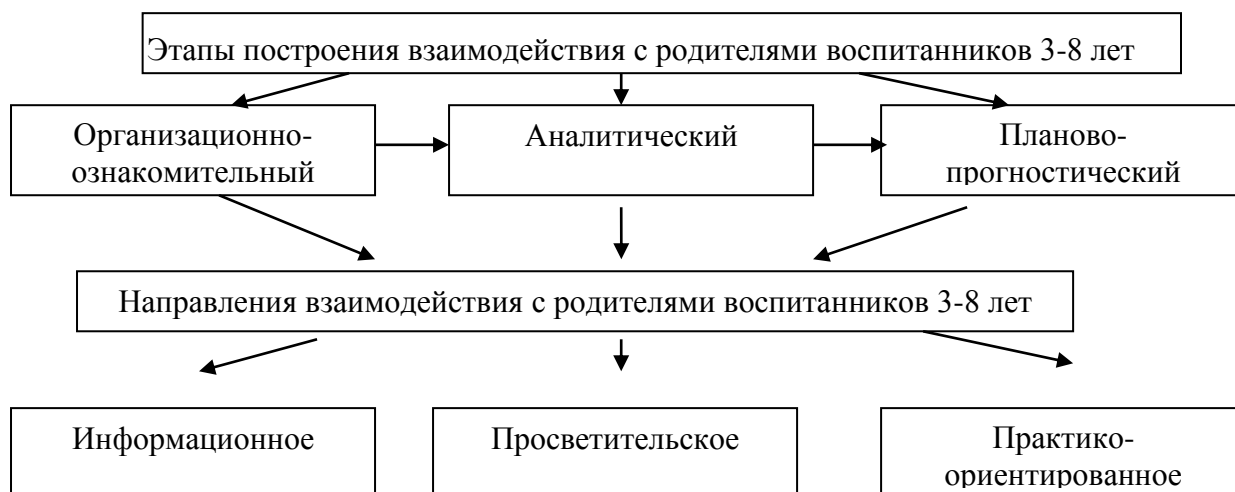 Этапы построения взаимодействия с родителями воспитанников 3-8 лет
Организационно-
ознакомительный
Аналитический
Планово-
прогностический
Направления взаимодействия с родителями воспитанников 3-8 лет
Информационное
Просветительское
Практико-
ориентированное